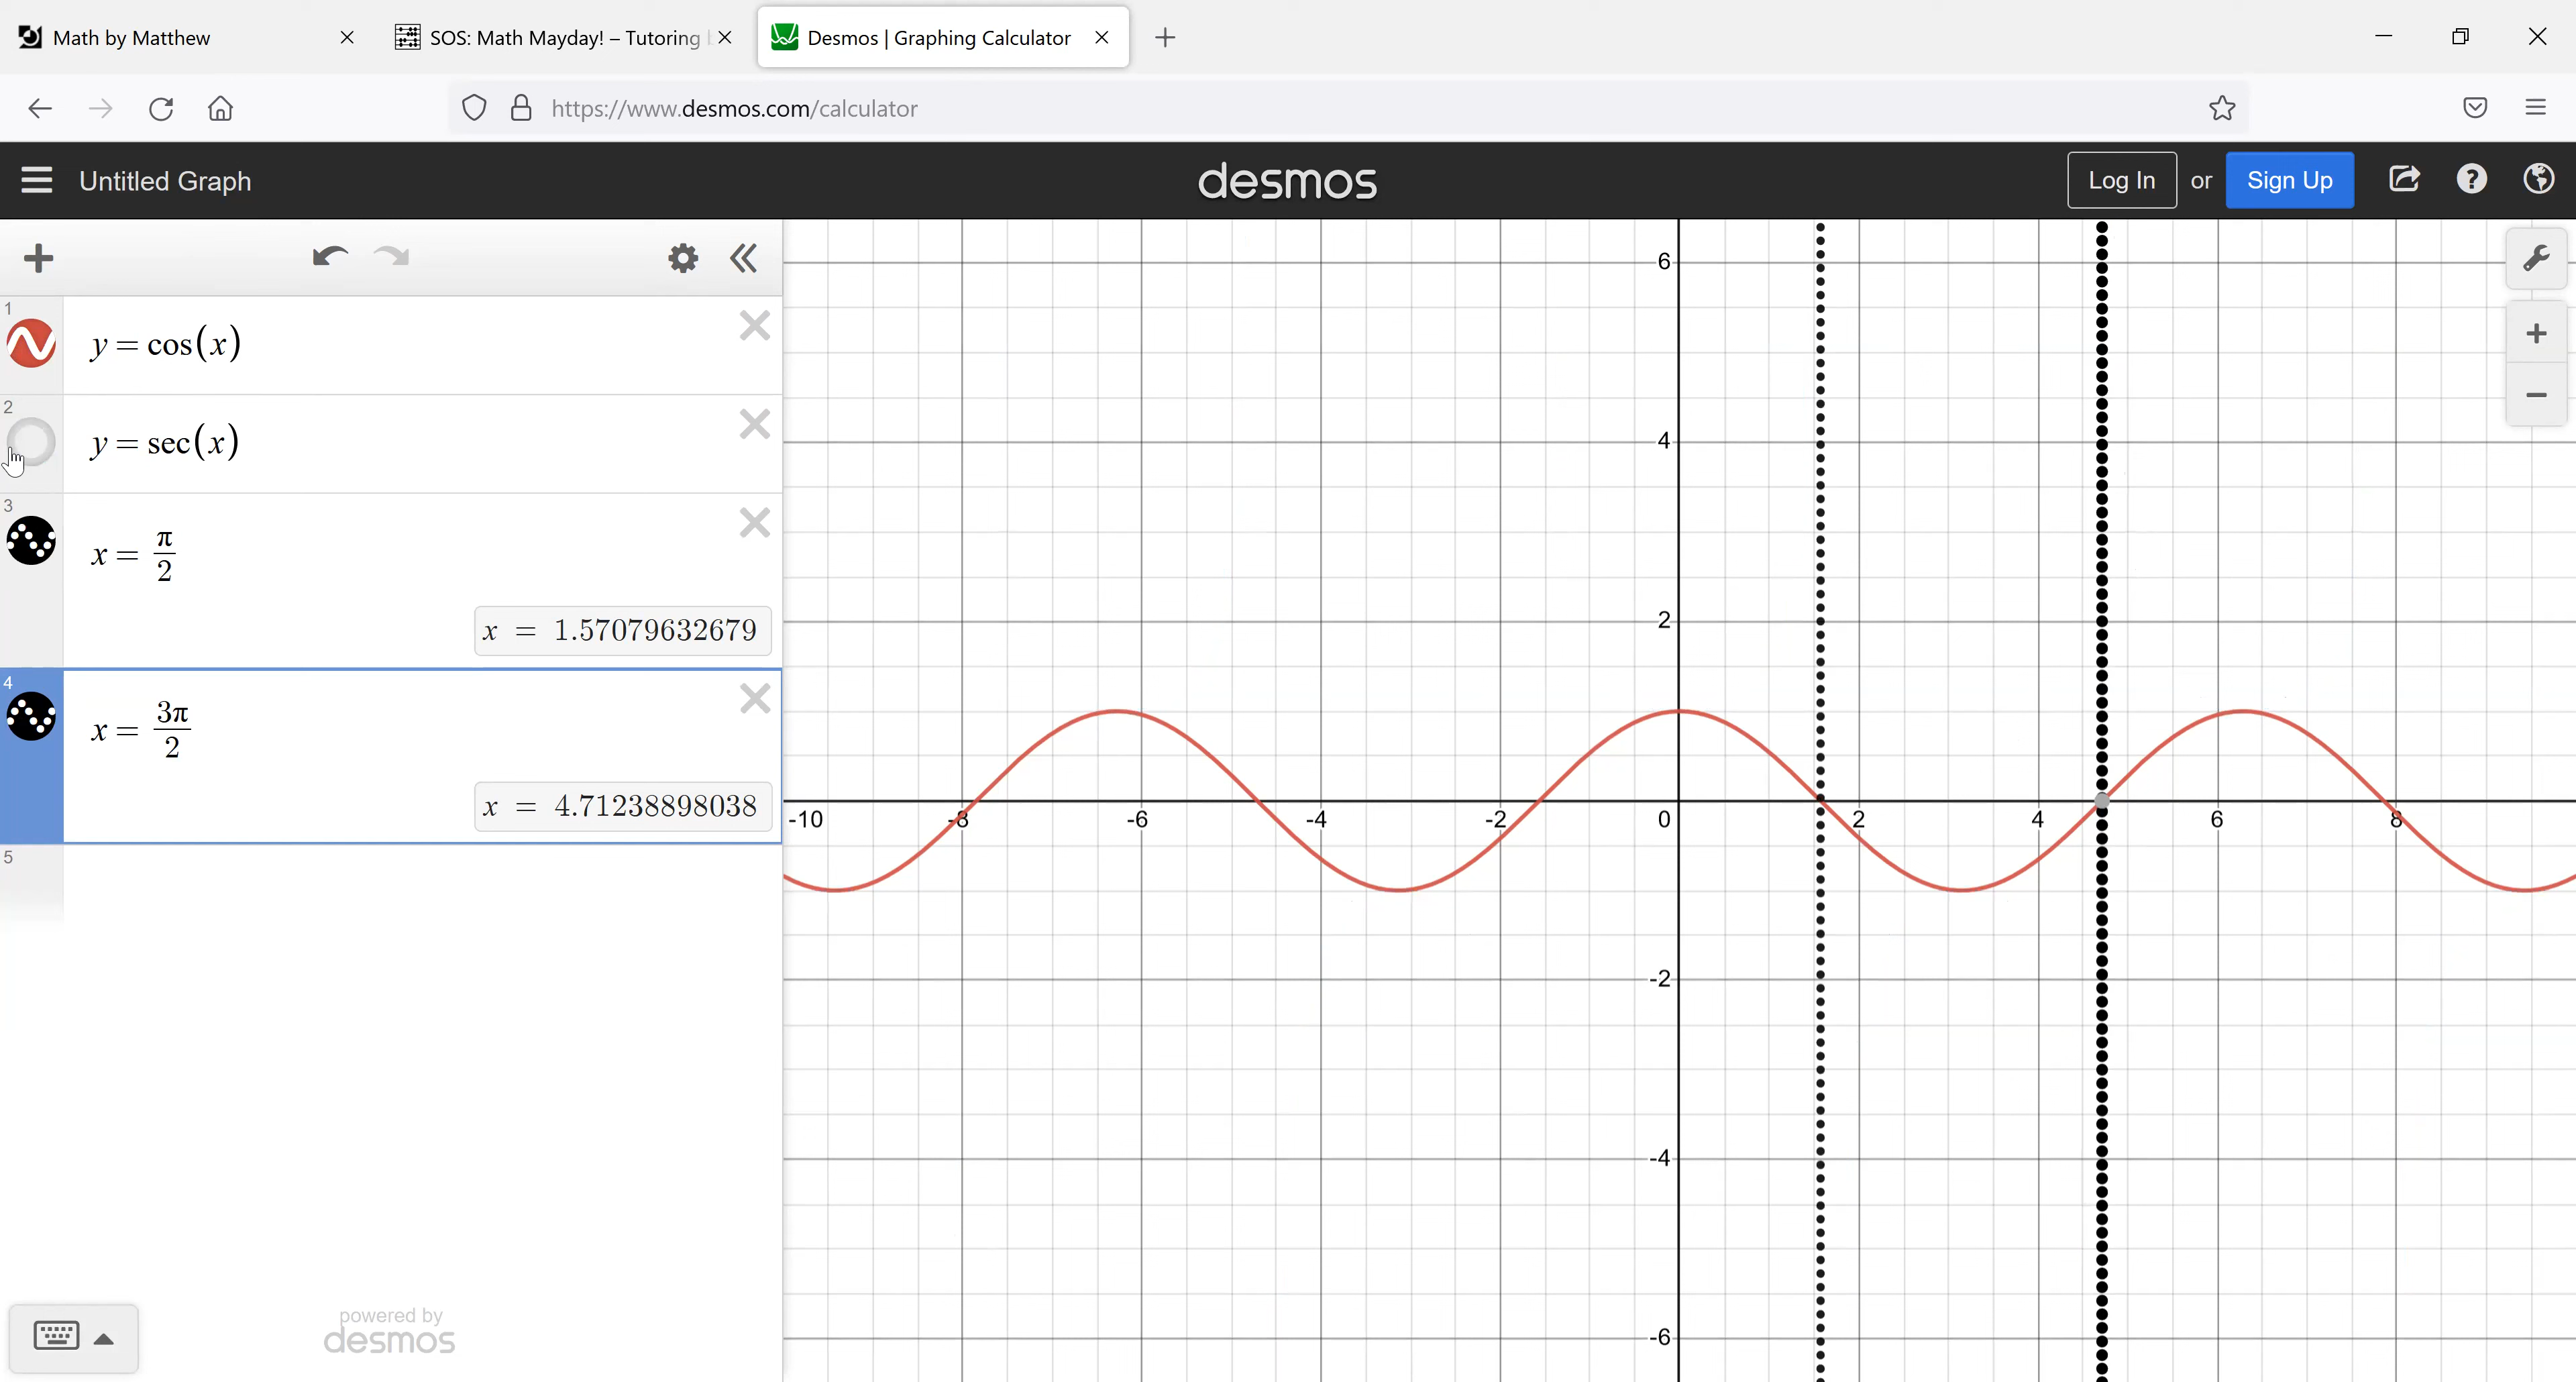 Math by Matthew
SOS: Math Mayday! – Tutoring
Desmos | Graphing Calculator
https://www.desmos.com/calculator
Untitled Graph
desmos
Log In or Sign Up
1
y = cos(x)
2
y = sec(x)
3
x = π/2
x = 1.57079632679
4
x = 3π/2
x = 4.71238898038
5
powered by
desmos
6
4
2
-10 -8 -6 -4 -2 0 2 4 6 8
-2
-4
-6